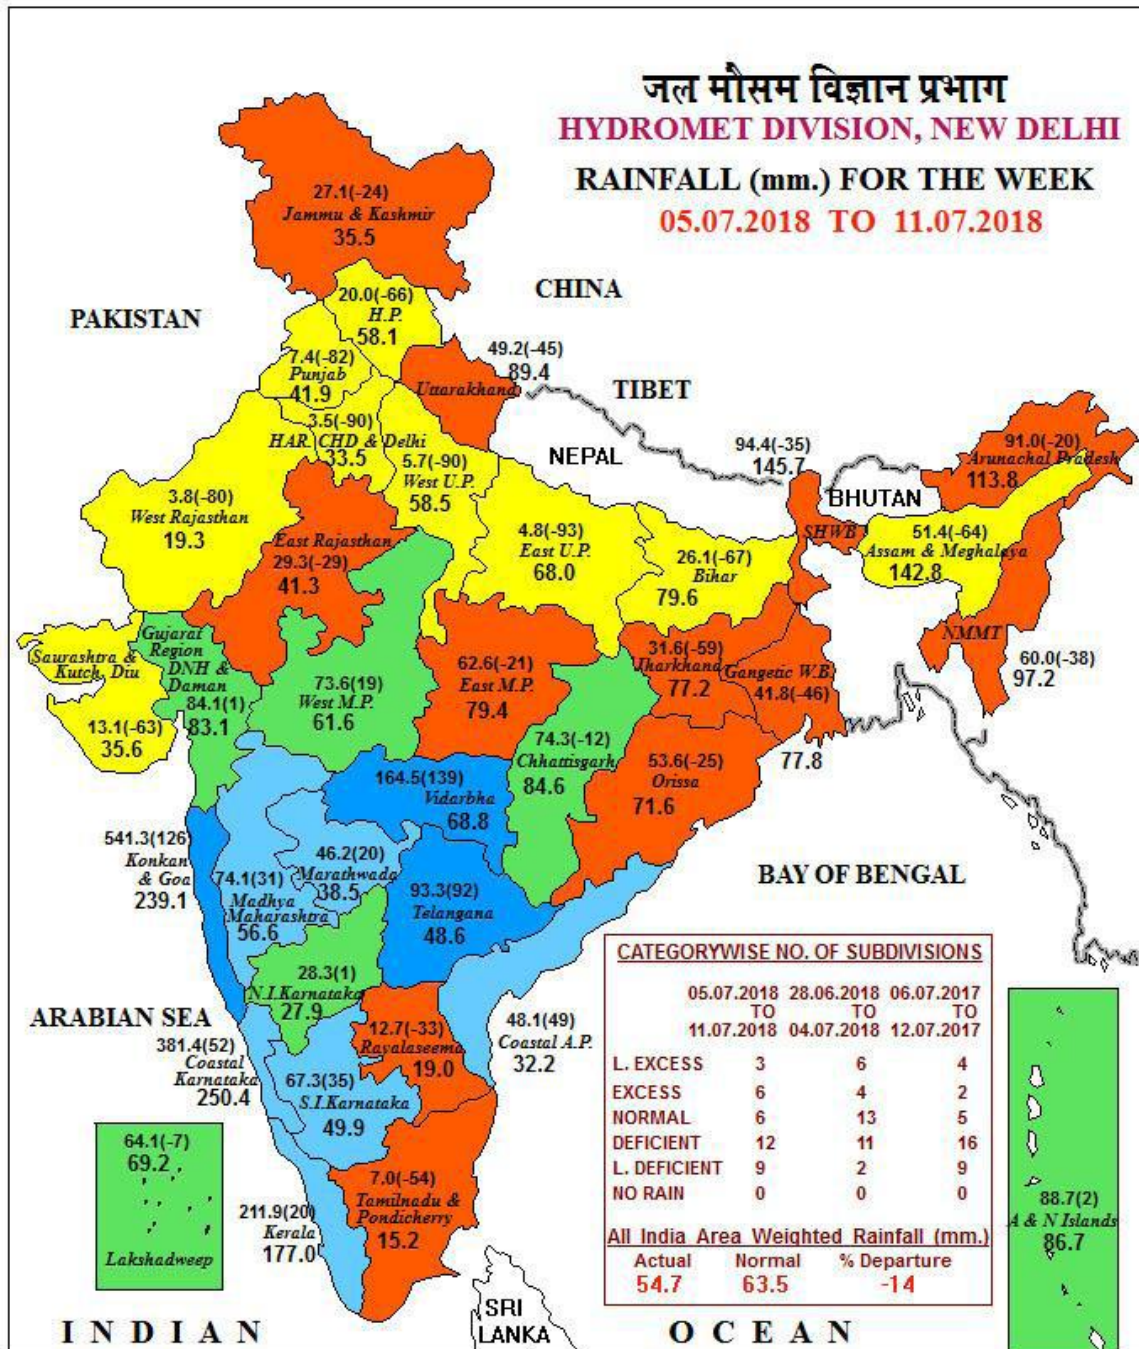 जल मौसम विज्ञान प्रभाग
HYDROMET DIVISION, NEW DELHI
RAINFALL (mm.) FOR THE WEEK
05.07.2018 TO 11.07.2018
27.1(-24)
Jammu & Kashmir
35.5
CHINA
PAKISTAN
20.0(-66)
H.P.
58.1
7.4(-82)
Punjab
41.9
49.2(-45)
89.4
Uttarakhand
TIBET
3.5(-90)
HAR. CHD & Delhi
33.5
5.7(-90)
West U.P.
58.5
NEPAL
94.4(-35)
145.7
SHWB
BHUTAN
91.0(-20)
Arunachal Pradesh
113.8
3.8(-80)
West Rajasthan
19.3
East Rajasthan
29.3(-29)
41.3
4.8(-93)
East U.P.
68.0
26.1(-67)
Bihar
79.6
51.4(-64)
Assam & Meghalaya
142.8
NMMT
60.0(-38)
97.2
Saurashtra &
Kutch, Diu
13.1(-63)
35.6
Gujarat
Region
DNH &
Daman
84.1(1)
83.1
73.6(19)
West M.P.
61.6
62.6(-21)
East M.P.
79.4
31.6(-59)
Jharkhand
77.2
Gangetic W.B.
41.8(-46)
77.8
74.3(-12)
Chhattisgarh
84.6
53.6(-25)
Orissa
71.6
164.5(139)
Vidarbha
68.8
541.3(126)
Konkan
& Goa
239.1
46.2(20)
Marathwada
38.5
74.1(31)
Madhya
Maharashtra
56.6
93.3(92)
Telangana
48.6
BAY OF BENGAL
28.3(1)
N.I.Karnataka
27.9
ARABIAN SEA
381.4(52)
Coastal
Karnataka
250.4
12.7(-33)
Rayalaseema
19.0
48.1(49)
Coastal A.P.
32.2
67.3(35)
S.I.Karnataka
49.9
64.1(-7)
69.2
Lakshadweep
211.9(20)
Kerala
177.0
7.0(-54)
Tamilnadu &
Pondicherry
15.2
CATEGORYWISE NO. OF SUBDIVISIONS
05.07.2018 28.06.2018 06.07.2017
TO TO TO
11.07.2018 04.07.2018 12.07.2017
L. EXCESS 3 6 4
EXCESS 6 4 2
NORMAL 6 13 5
DEFICIENT 12 11 16
L. DEFICIENT 9 2 9
NO RAIN 0 0 0
All India Area Weighted Rainfall (mm.)
Actual Normal % Departure
54.7 63.5 -14
88.7(2)
A & N Islands
86.7
SRI
LANKA
INDIAN OCEAN